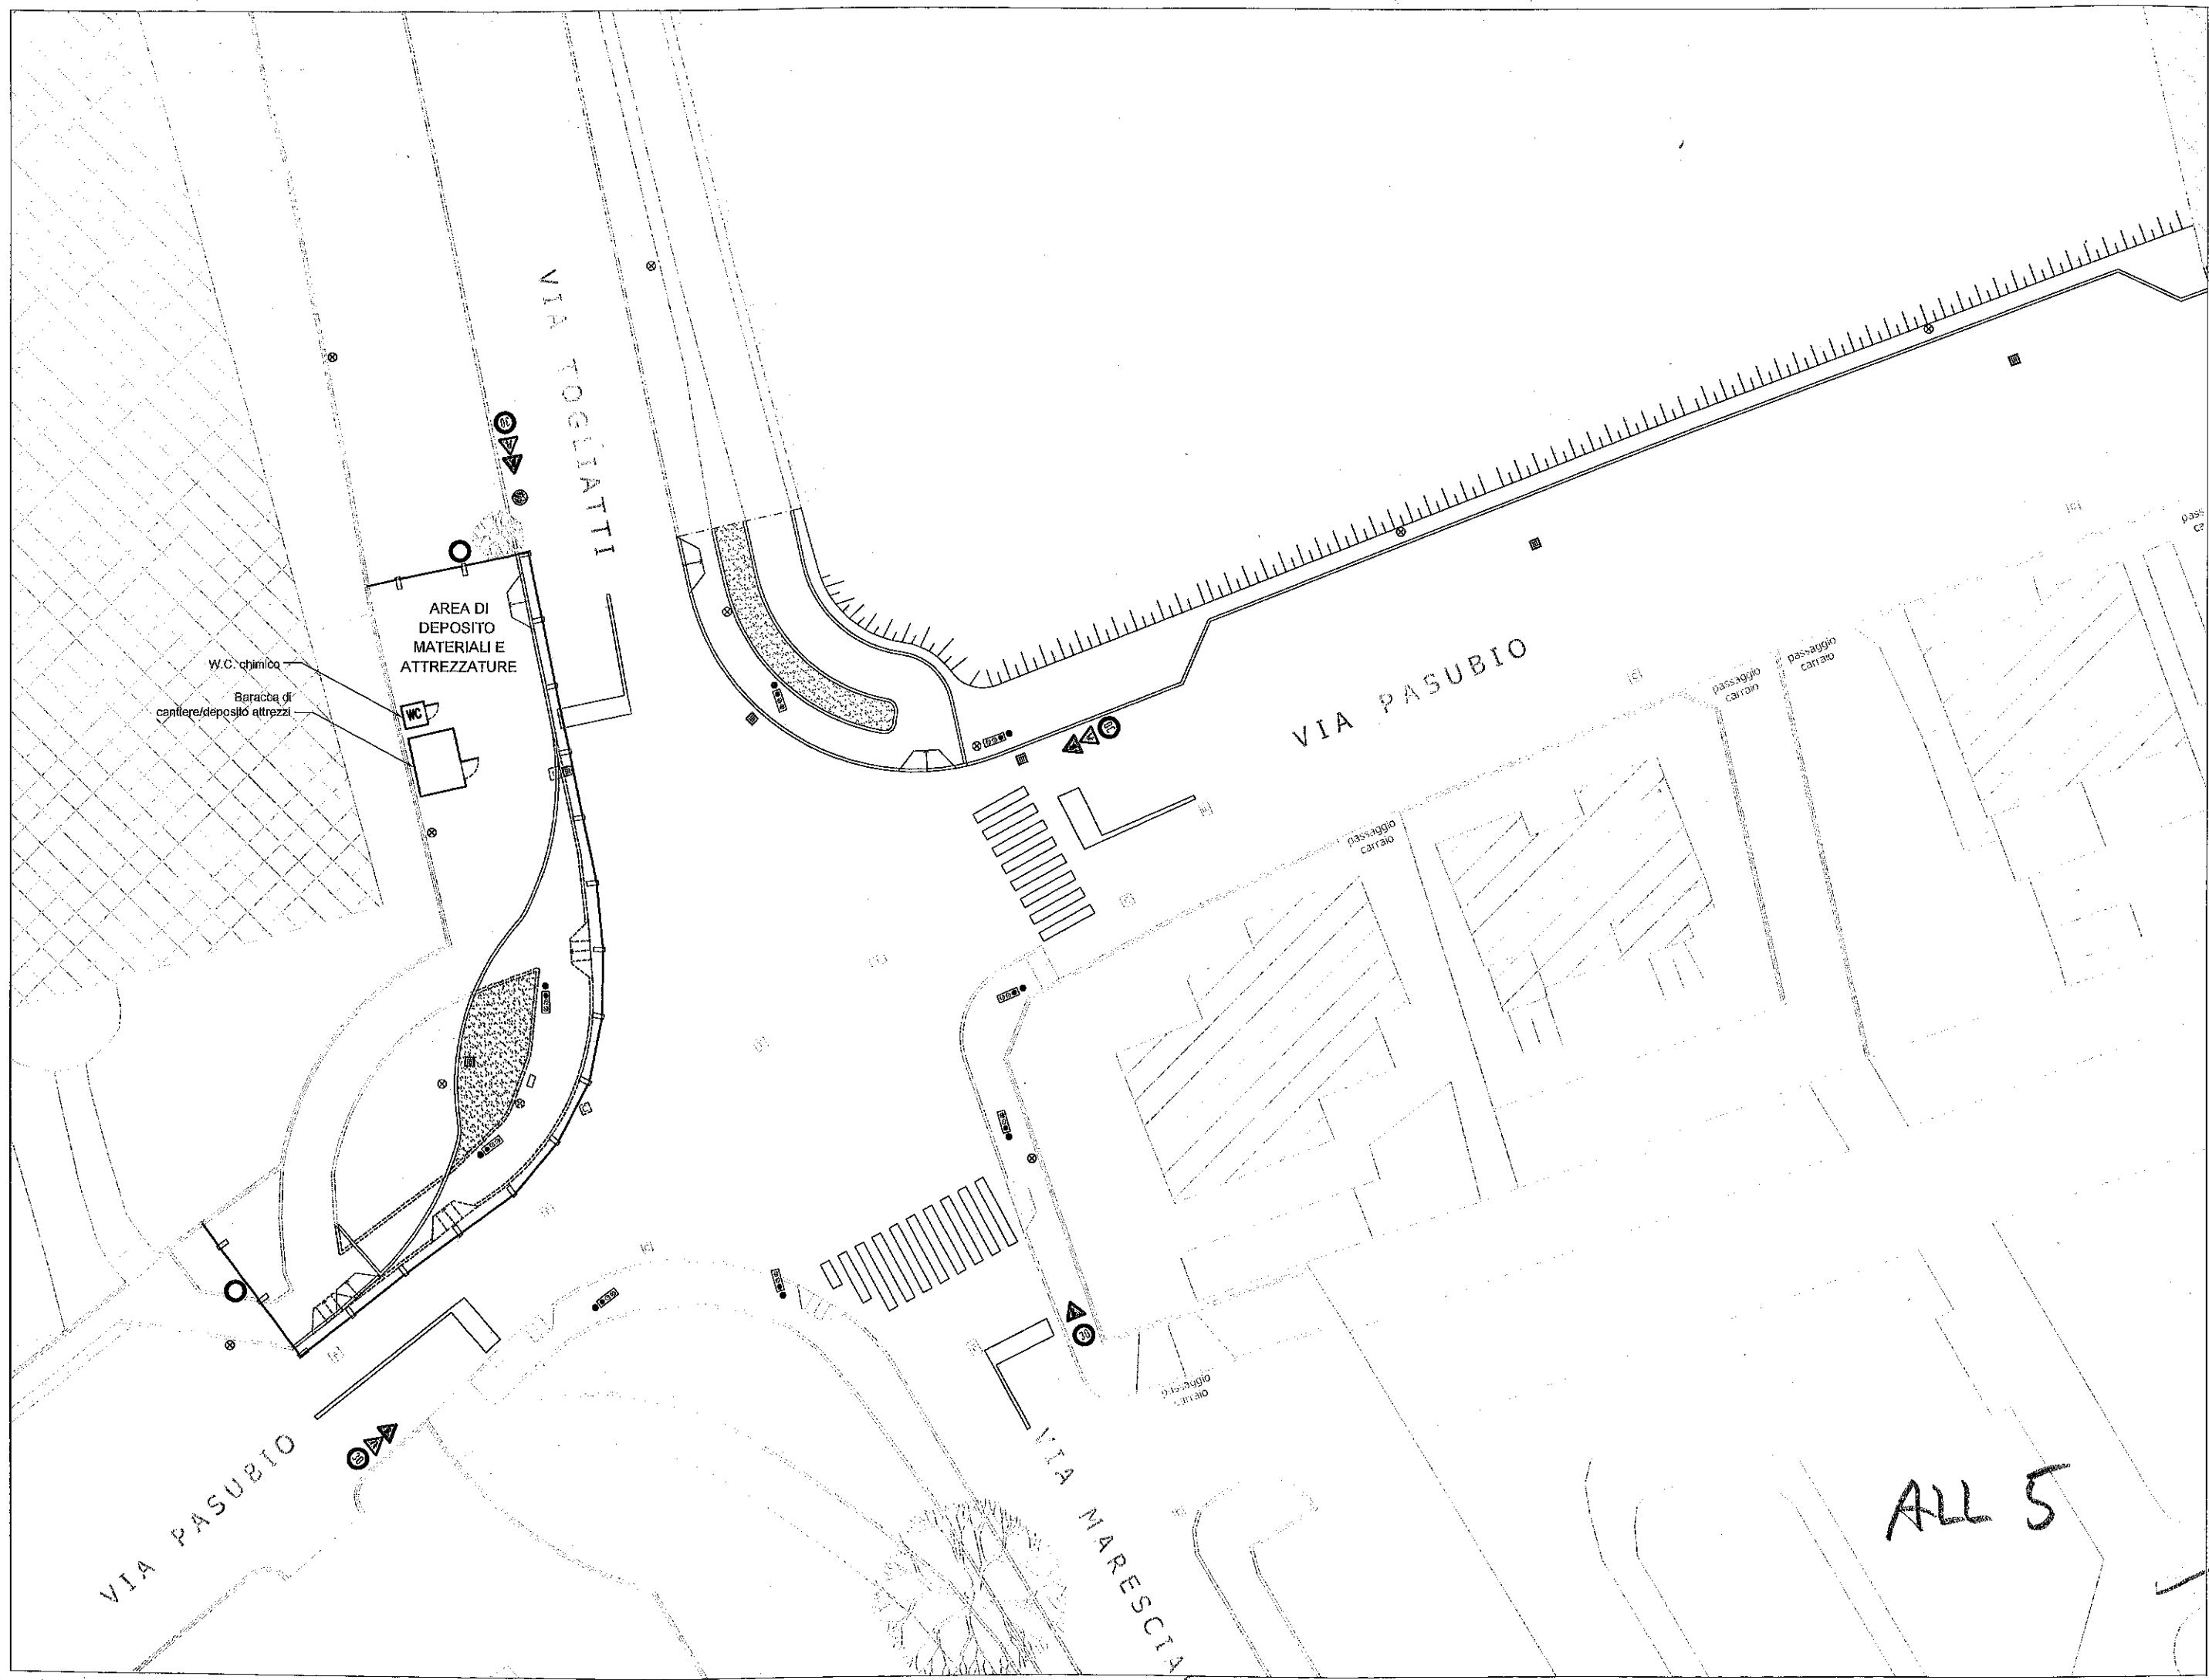 VIA TOGLIATTI
30
AREA DI
DEPOSITO
MATERIALI E
ATTREZZATURE
W.C. chimico
Baracca di
cantiere/deposito attrezzi
WC
VIA PASUBIO
passaggio
carraio
passaggio
carraio
passaggio
carraio
30
passaggio
carraio
30
VIA PASUBIO
VIA MARESCIA
ALL 5